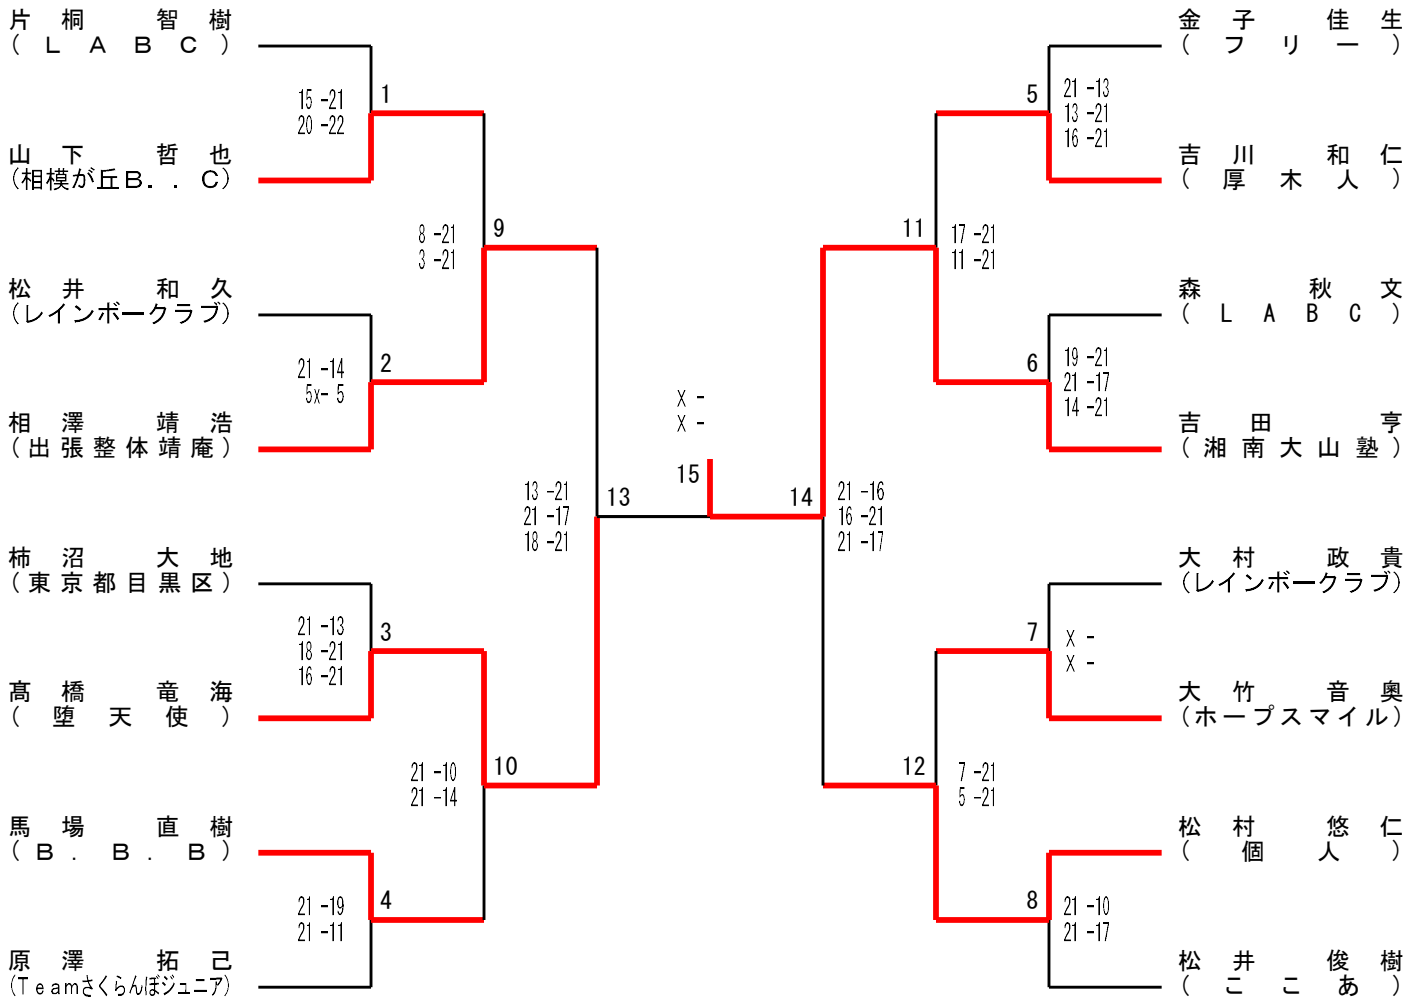 片桐 智樹
(ＬＡＢＣ)
15 -21
20 -22
1
山下 哲也
(相模が丘Ｂ．．Ｃ)
8 -21
3 -21
9
松井 和久
(レインボークラブ)
21 -14
5x- 5
2
相澤 靖浩
(出張整体靖庵)
13 -21
21 -17
18 -21
13
柿沼 大地
(東京都目黒区)
21 -13
18 -21
16 -21
3
髙橋 竜海
(堕天使)
21 -10
21 -14
10
馬場 直樹
(Ｂ．Ｂ．Ｂ)
21 -19
21 -11
4
原澤 拓己
(Ｔｅａｍさくらんぼジュニア)
X -
X -
15
金子 佳生
(フリー)
5
21 -13
13 -21
16 -21
吉川 和仁
(厚木人)
11
17 -21
11 -21
森 秋文
(ＬＡＢＣ)
6
19 -21
21 -17
14 -21
吉田 亨
(湘南大山塾)
14
21 -16
16 -21
21 -17
大村 政貴
(レインボークラブ)
7
X -
X -
大竹 音奥
(ホープスマイル)
12
7 -21
5 -21
松村 悠仁
(個人)
8
21 -10
21 -17
松井 俊樹
(ここあ)